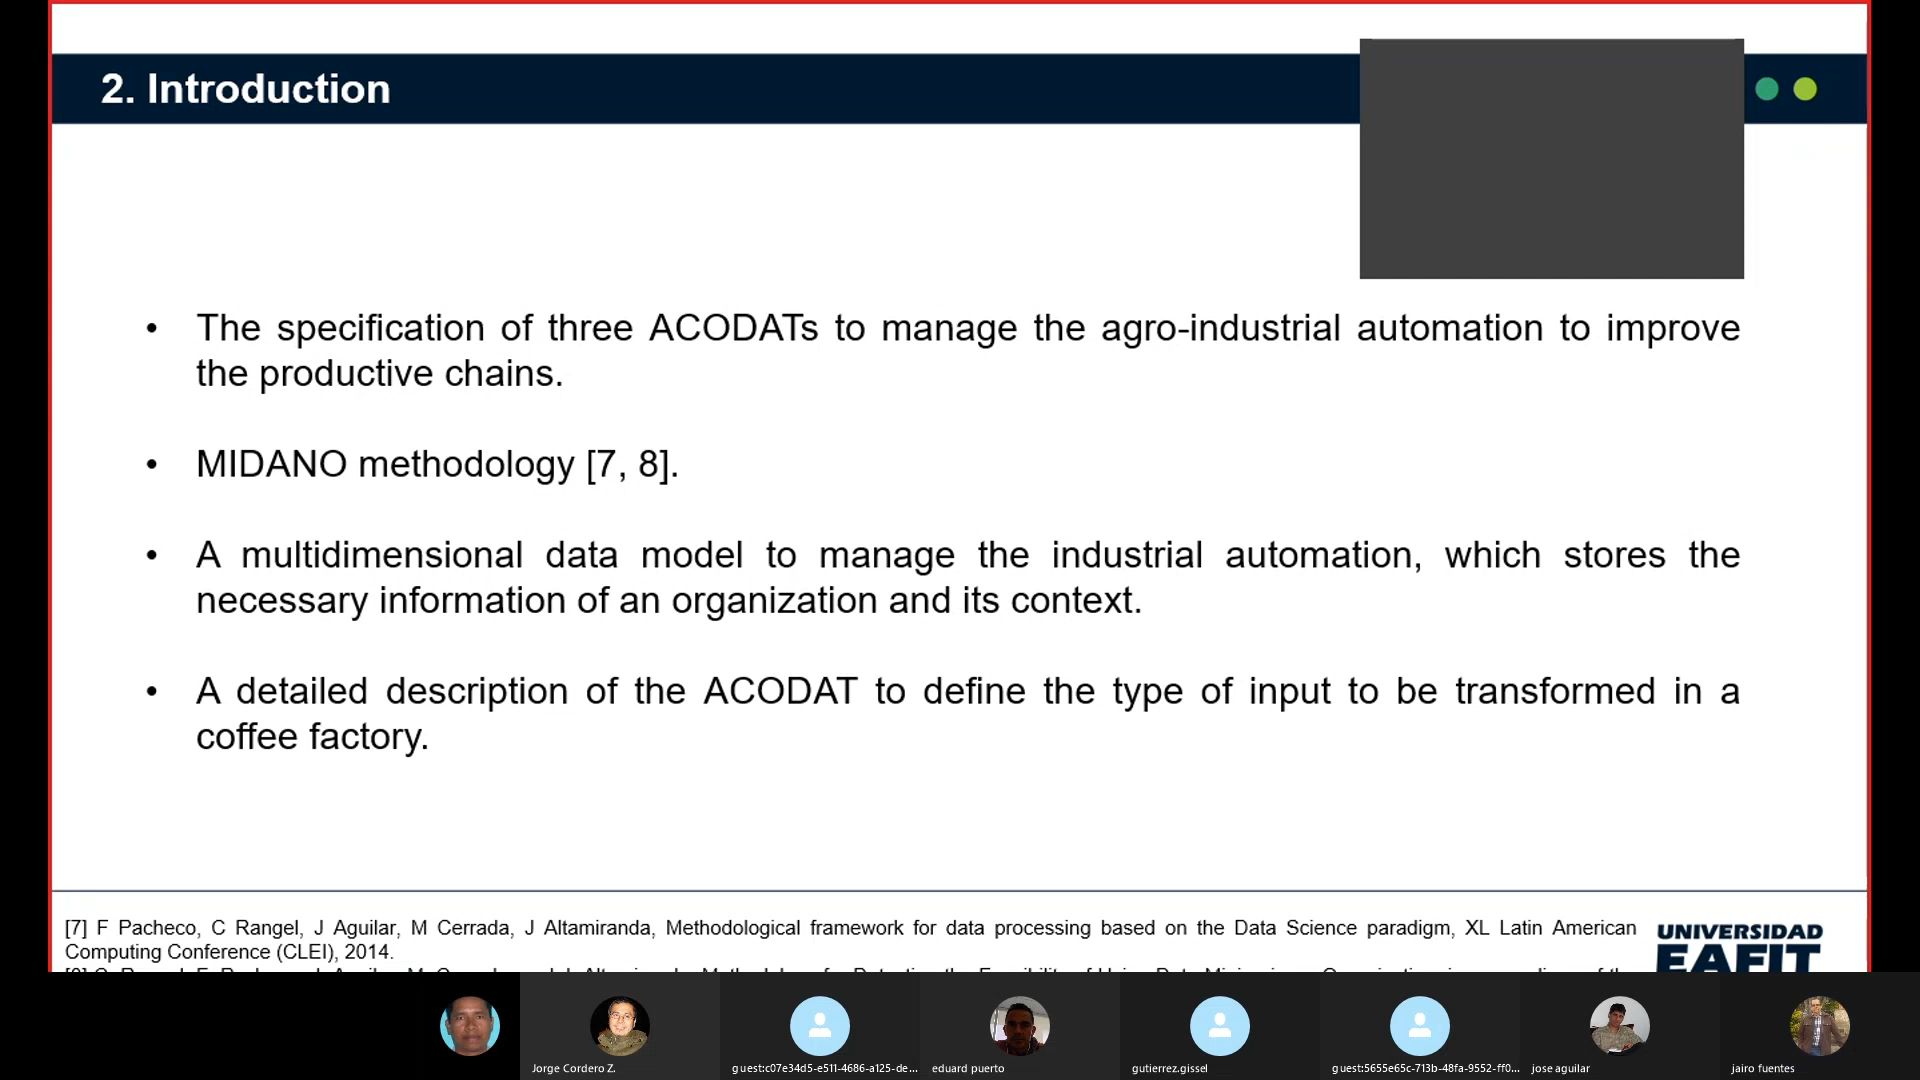 2. Introduction
• The specification of three ACODATs to manage the agro-industrial automation to improve
the productive chains.
• MIDANO methodology [7, 8].
• A multidimensional data model to manage the industrial automation, which stores the
necessary information of an organization and its context.
• A detailed description of the ACODAT to define the type of input to be transformed in a
coffee factory.
[7] F Pacheco, C Rangel, J Aguilar, M Cerrada, J Altamiranda, Methodological framework for data processing based on the Data Science paradigm, XL Latin American
Computing Conference (CLEI), 2014.
UNIVERSIDAD
EAFIT
Jorge Cordero Z.
guest:c07e34d5-e511-4686-a125-de...
eduard puerto
gutierrez.gissel
guest:5655e65c-713b-48fa-9552-ff0...
jose aguilar
jairo fuentes